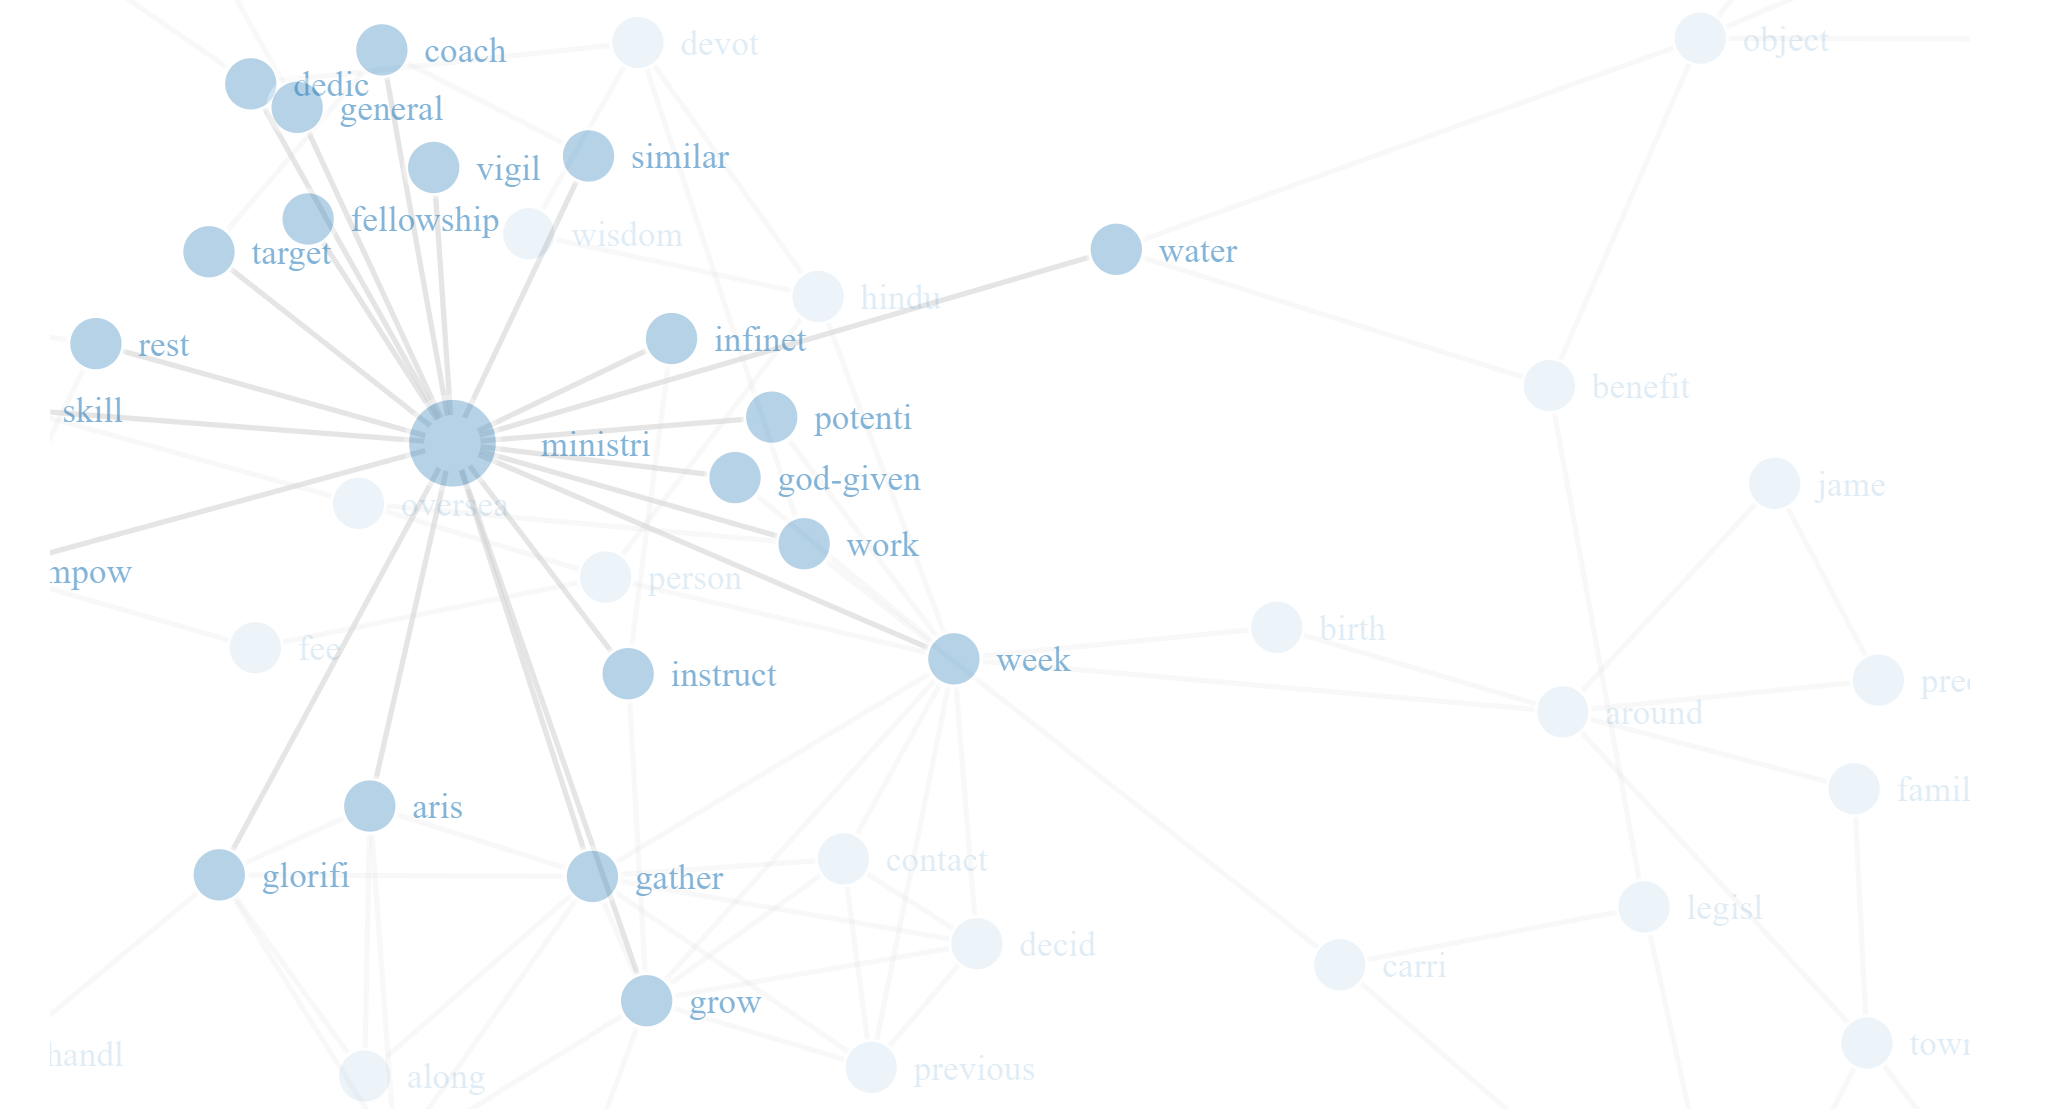 coach
devot
object
dedic
general
similar
vigil
fellowship
wisdom
target
water
hindu
infinet
rest
benefit
skill
potenti
ministri
god-given
jame
oversea
work
mpow
person
birth
fee
week
instruct
around
famil
aris
contact
glorifi
gather
legisl
decid
carri
grow
handl
previous
along